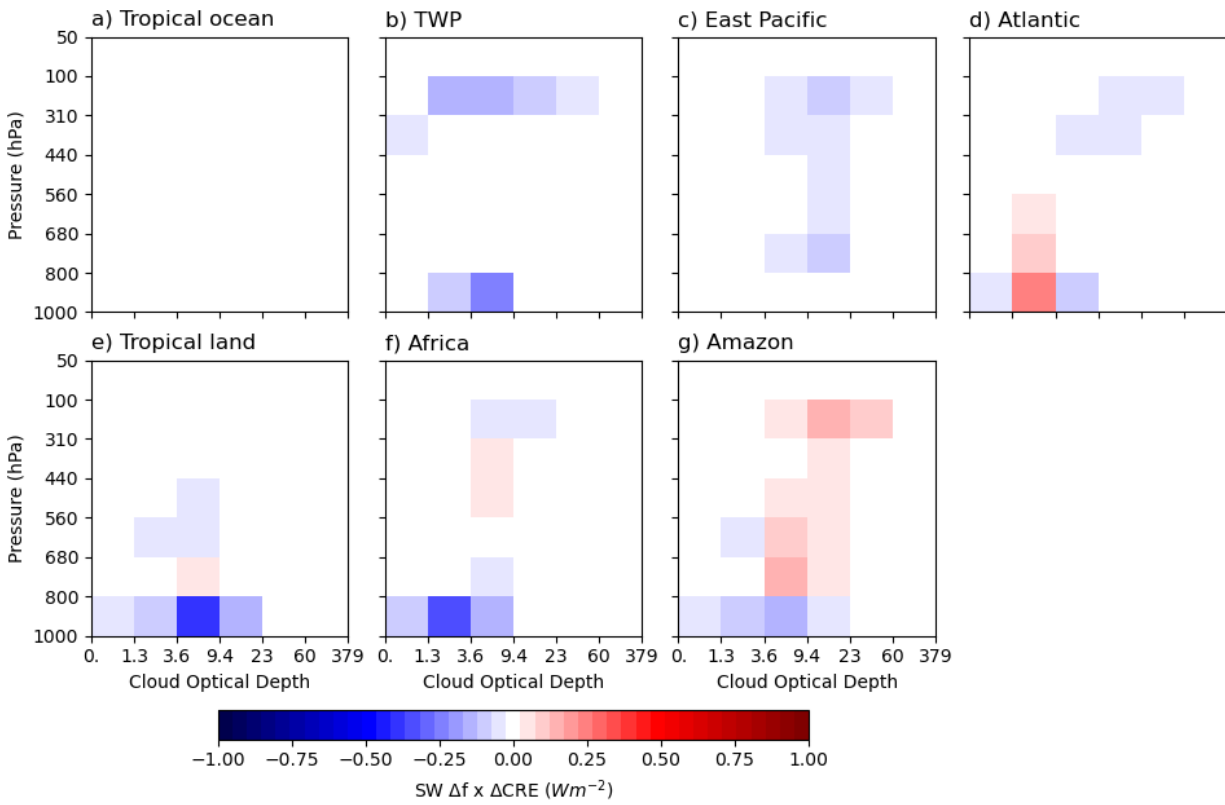 a) Tropical ocean b) TWP c) East Pacific d) Atlantic
50
100
310
440
560
680
800
1000
Pressure (hPa)
e) Tropical land f) Africa g) Amazon
50
100
310
440
560
680
800
1000
Pressure (hPa)
0. 1.3 3.6 9.4 23 60 379 0. 1.3 3.6 9.4 23 60 379 0. 1.3 3.6 9.4 23 60 379
Cloud Optical Depth Cloud Optical Depth Cloud Optical Depth
−1.00 −0.75 −0.50 −0.25 0.00 0.25 0.50 0.75 1.00
SW Δf x ΔCRE (Wm⁻²)